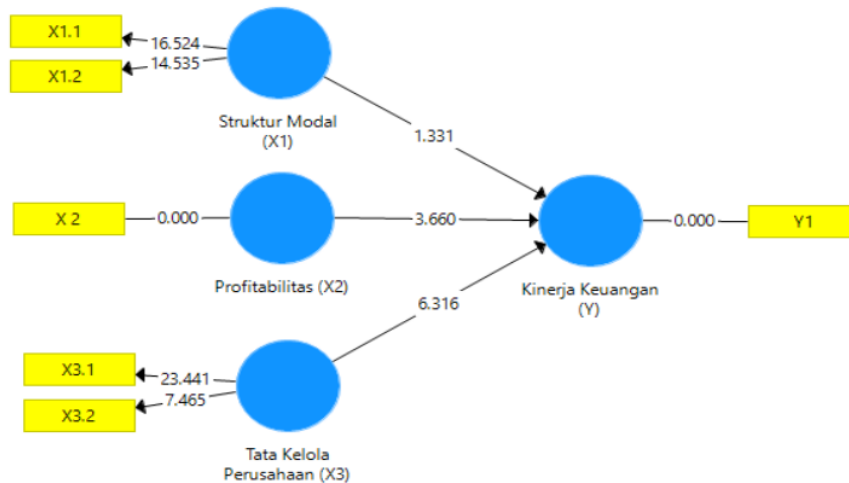 X1.1
16.524
X1.2
14.535
Struktur Modal
(X1)
1.331
X 2
0.000
3.660
0.000
Y1
Profitabilitas (X2)
Kinerja Keuangan
(Y)
6.316
X3.1
23.441
X3.2
7.465
Tata Kelola
Perusahaan (X3)